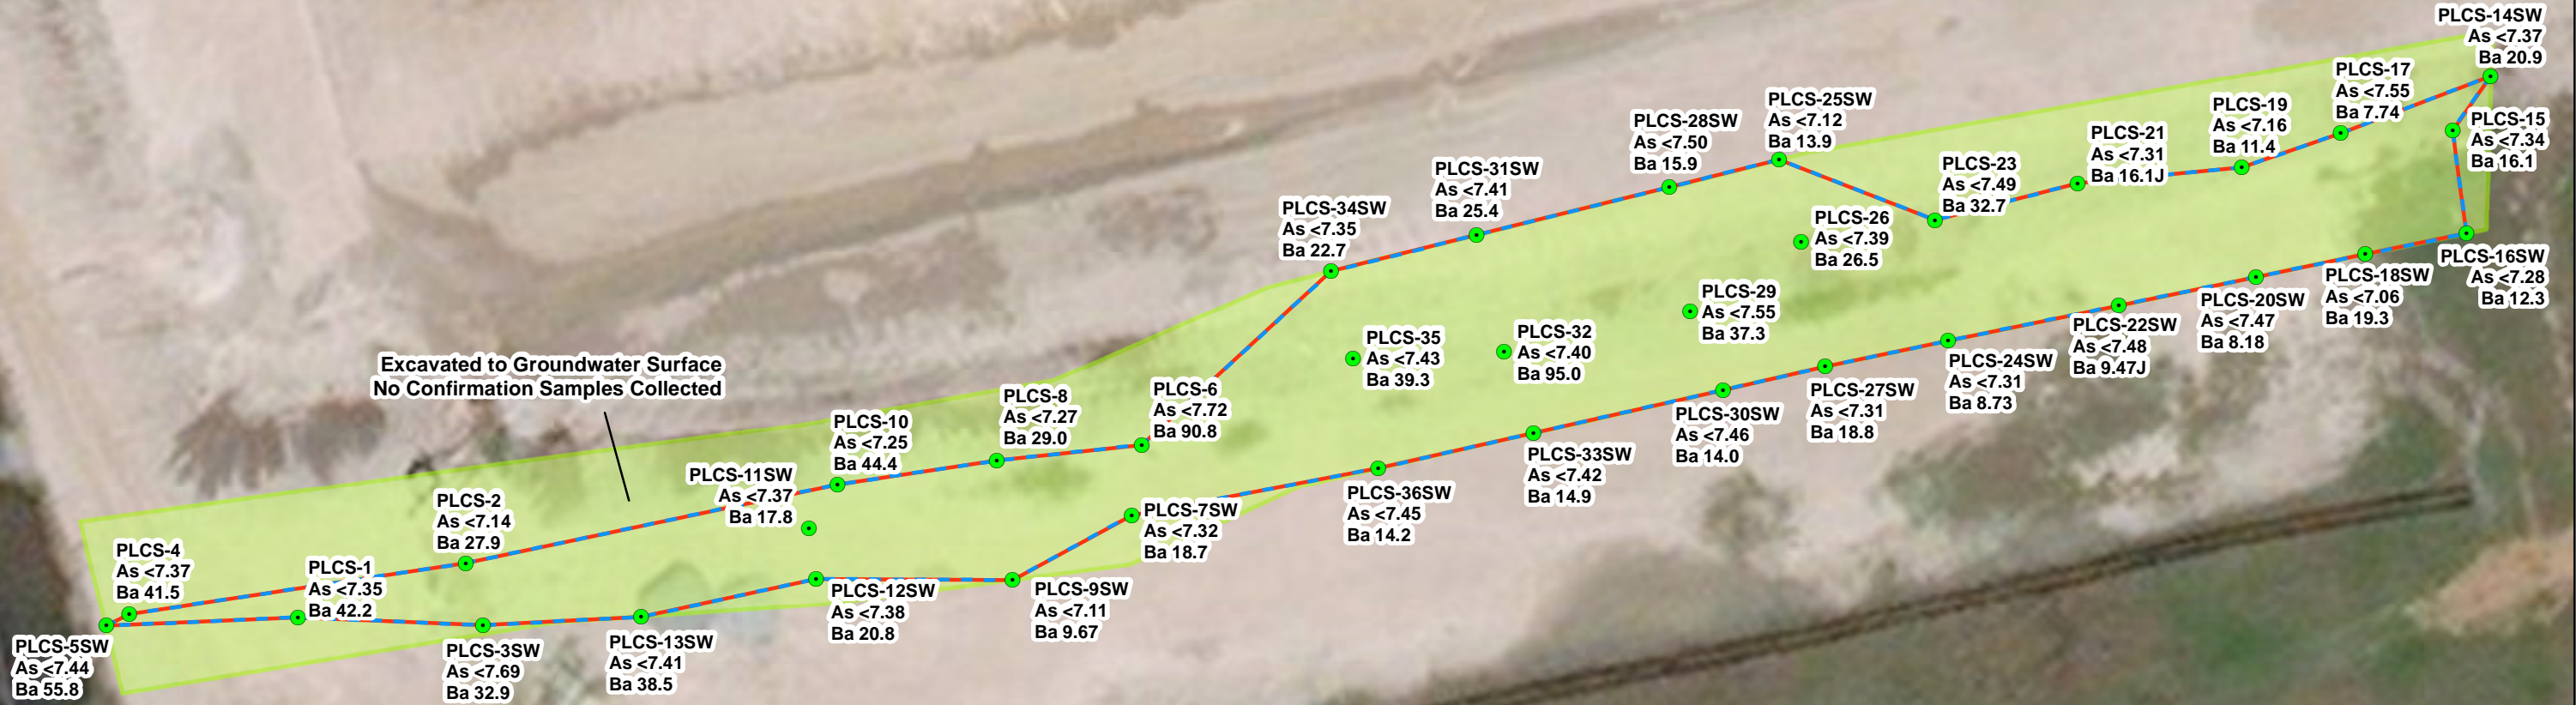 PLCS-14SW
As <7.37
Ba 20.9
PLCS-17
As <7.55
Ba 7.74
PLCS-19
As <7.16
Ba 11.4
PLCS-15
As <7.34
Ba 16.1
PLCS-25SW
As <7.12
Ba 13.9
PLCS-28SW
As <7.50
Ba 15.9
PLCS-21
As <7.31
Ba 16.1J
PLCS-23
As <7.49
Ba 32.7
PLCS-31SW
As <7.41
Ba 25.4
PLCS-34SW
As <7.35
Ba 22.7
PLCS-26
As <7.39
Ba 26.5
PLCS-16SW
As <7.28
Ba 12.3
PLCS-18SW
As <7.06
Ba 19.3
PLCS-20SW
As <7.47
Ba 8.18
PLCS-22SW
As <7.48
Ba 9.47J
PLCS-29
As <7.55
Ba 37.3
PLCS-32
As <7.40
Ba 95.0
PLCS-35
As <7.43
Ba 39.3
PLCS-24SW
As <7.31
Ba 8.73
PLCS-27SW
As <7.31
Ba 18.8
PLCS-30SW
As <7.46
Ba 14.0
PLCS-33SW
As <7.42
Ba 14.9
PLCS-36SW
As <7.45
Ba 14.2
Excavated to Groundwater Surface
No Confirmation Samples Collected
PLCS-6
As <7.72
Ba 90.8
PLCS-8
As <7.27
Ba 29.0
PLCS-10
As <7.25
Ba 44.4
PLCS-11SW
As <7.37
Ba 17.8
PLCS-7SW
As <7.32
Ba 18.7
PLCS-2
As <7.14
Ba 27.9
PLCS-4
As <7.37
Ba 41.5
PLCS-1
As <7.35
Ba 42.2
PLCS-12SW
As <7.38
Ba 20.8
PLCS-9SW
As <7.11
Ba 9.67
PLCS-5SW
As <7.44
Ba 55.8
PLCS-3SW
As <7.69
Ba 32.9
PLCS-13SW
As <7.41
Ba 38.5